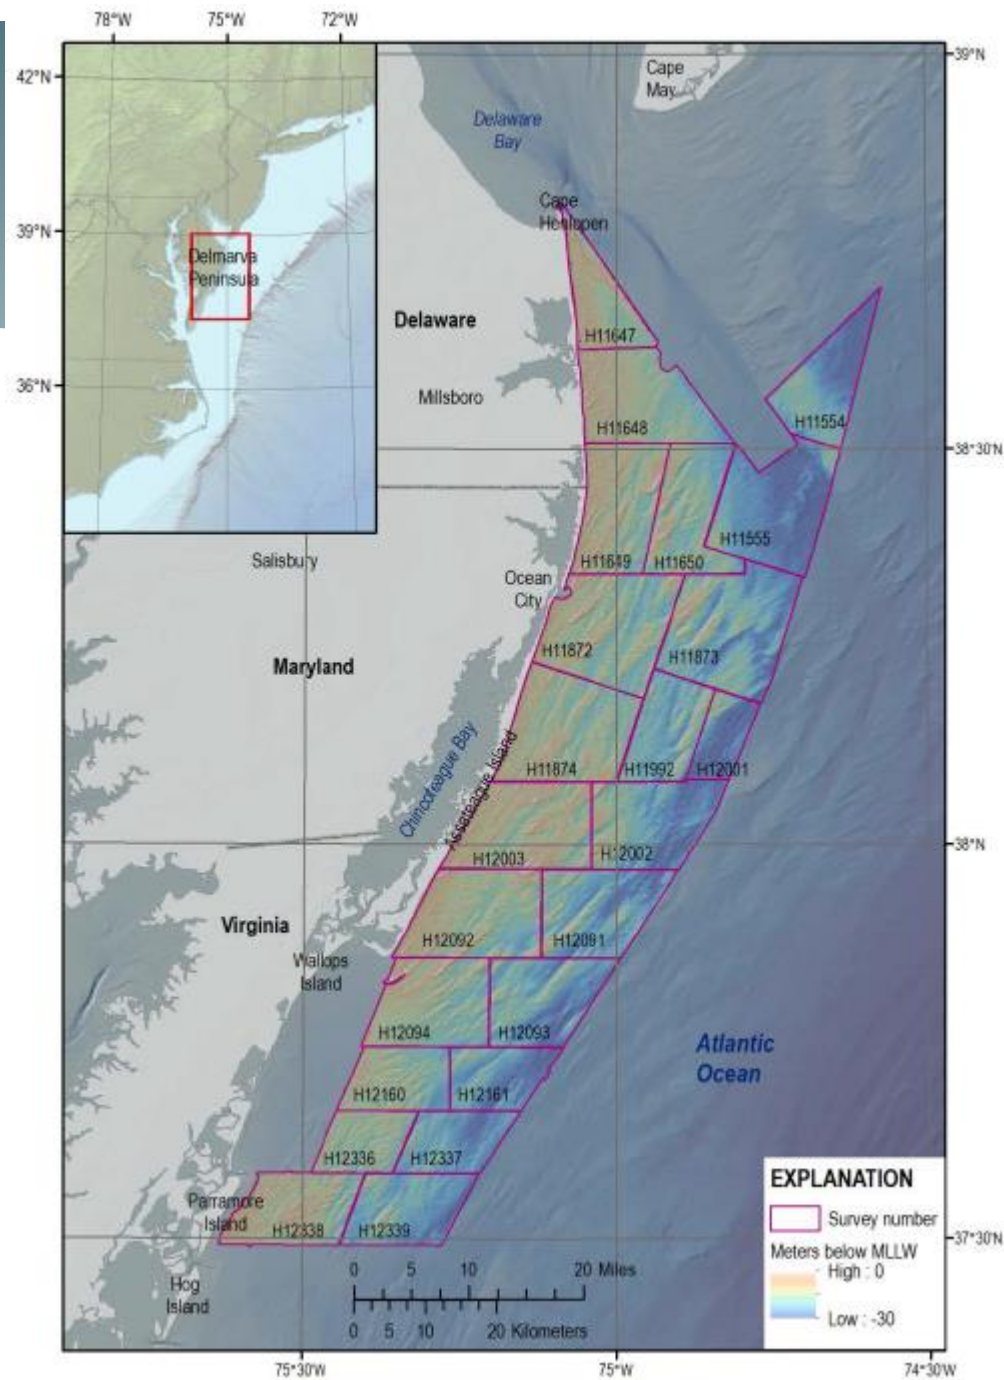 78°W
75°W
72°W
42°N
39°N
36°N
Delmarva
Peninsula
39°N
Cape
May
Delaware
Bay
Cape
Henlopen
Delaware
H11647
Millsboro
H11648
H11554
38°30'N
H11555
Salisbury
H11649
H11650
Ocean
City
H11872
H11873
Maryland
Chincoteague Bay
Assateague Island
H11874
H11992
H12001
H12003
H12002
38°N
Virginia
H12092
H12091
Wallops
Island
H12094
H12093
Atlantic
Ocean
H12160
H12161
H12336
H12337
Parramore
Island
H12338
H12339
37°30'N
Hog
Island
0 5 10 20 Miles
0 5 10 20 Kilometers
EXPLANATION
Survey number
Meters below MLLW
High : 0
Low : -30
75°30'W
75°W
74°30'W